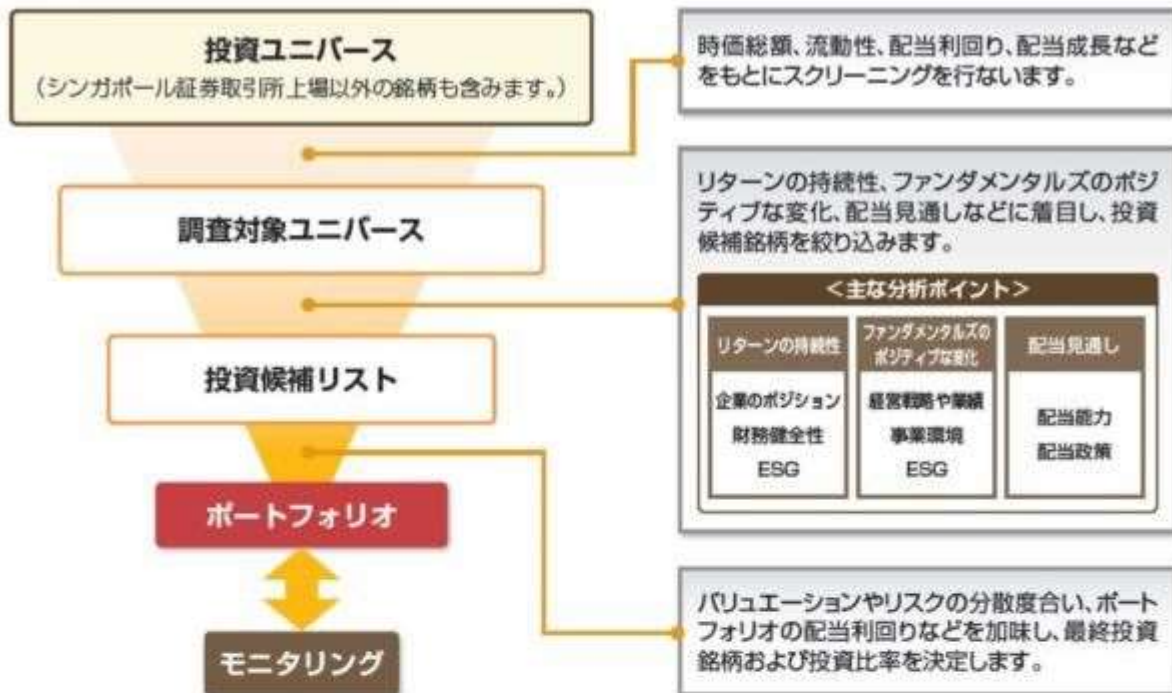 投資ユニバース
（シンガポール証券取引所上場以外の銘柄も含みます。）
時価総額、流動性、配当利回り、配当成長など
をもとにスクリーニングを行ないます。
調査対象ユニバース
リターンの持続性、ファンダメンタルズのポジ
ティブな変化、配当見通しなどに着目し、投資
候補銘柄を絞り込みます。
＜主な分析ポイント＞
リターンの持続性
企業のポジション
財務健全性
ESG
ファンダメンタルズの
ポジティブな変化
経営戦略や業績
事業環境
ESG
配当見通し
配当能力
配当政策
投資候補リスト
ポートフォリオ
バリュエーションやリスクの分散度合い、ポート
フォリオの配当利回りなどを加味し、最終投資
銘柄および投資比率を決定します。
モニタリング